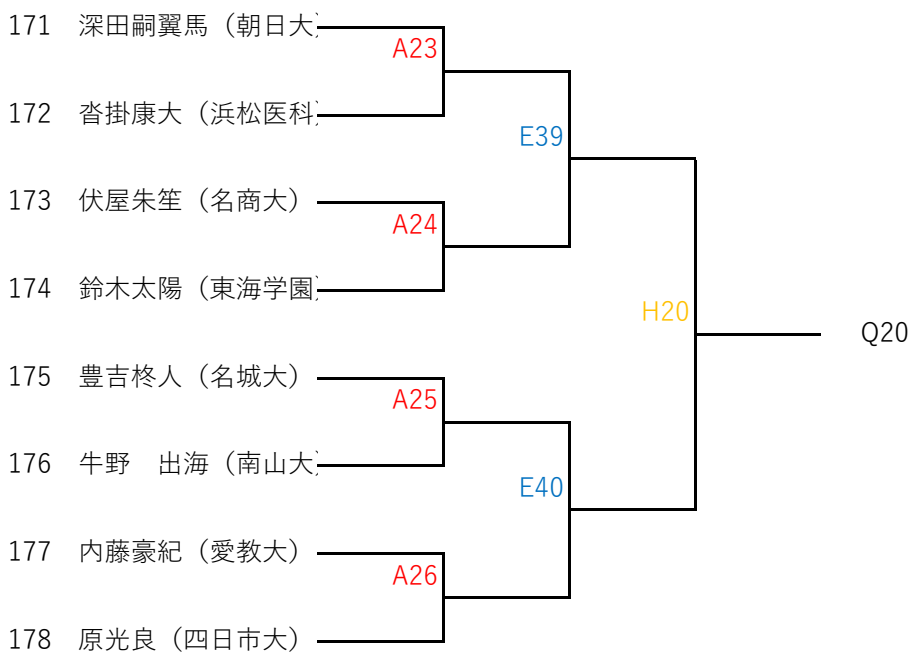 171 深田嗣翼馬（朝日大）
A23
172 沓掛康大（浜松医科）
E39
173 伏屋朱笙（名商大）
A24
174 鈴木太陽（東海学園）
H20
Q20
175 豊吉柊人（名城大）
A25
176 牛野　出海（南山大）
E40
177 内藤豪紀（愛教大）
A26
178 原光良（四日市大）